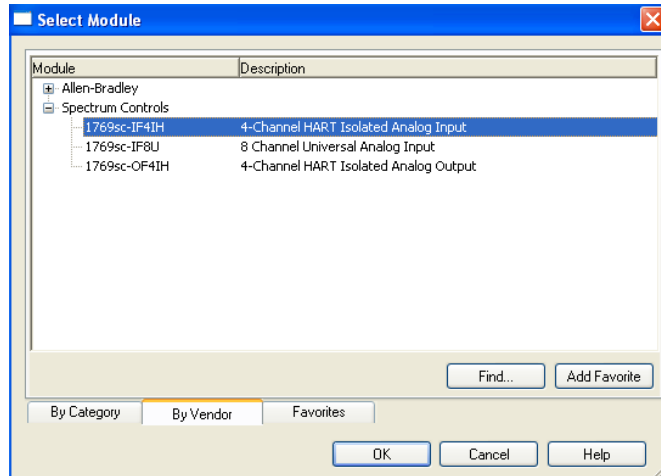 Select Module
Module Description
Allen-Bradley
Spectrum Controls
1769sc-IF4IH 4-Channel HART Isolated Analog Input
1769sc-IF8U 8 Channel Universal Analog Input
1769sc-OF4IH 4-Channel HART Isolated Analog Output
Find... Add Favorite
By Category By Vendor Favorites
OK Cancel Help